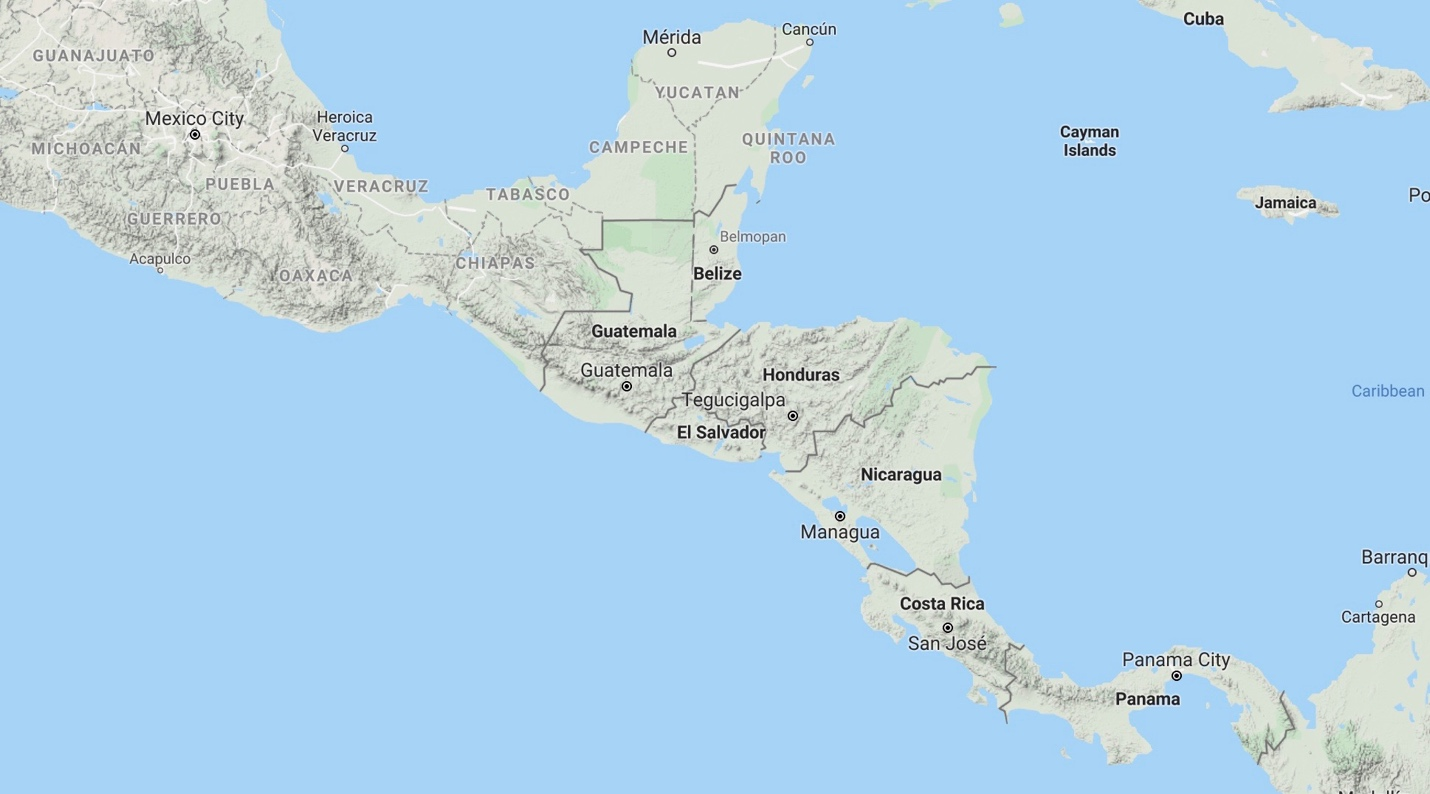 Cuba
Cancún
Mérida
GUANAJUATO
YUCATAN
Mexico City
Heroica
Veracruz
Cayman
Islands
QUINTANA
ROO
MICHOACÁN
CAMPECHE
PUEBLA
VERACRUZ
TABASCO
Po
Jamaica
GUERRERO
Belmopan
Acapulco
CHIAPAS
OAXACA
Belize
Guatemala
Guatemala
Honduras
Caribbean
Tegucigalpa
El Salvador
Nicaragua
Managua
Barranq
Costa Rica
Cartagena
San José
Panama City
Panama